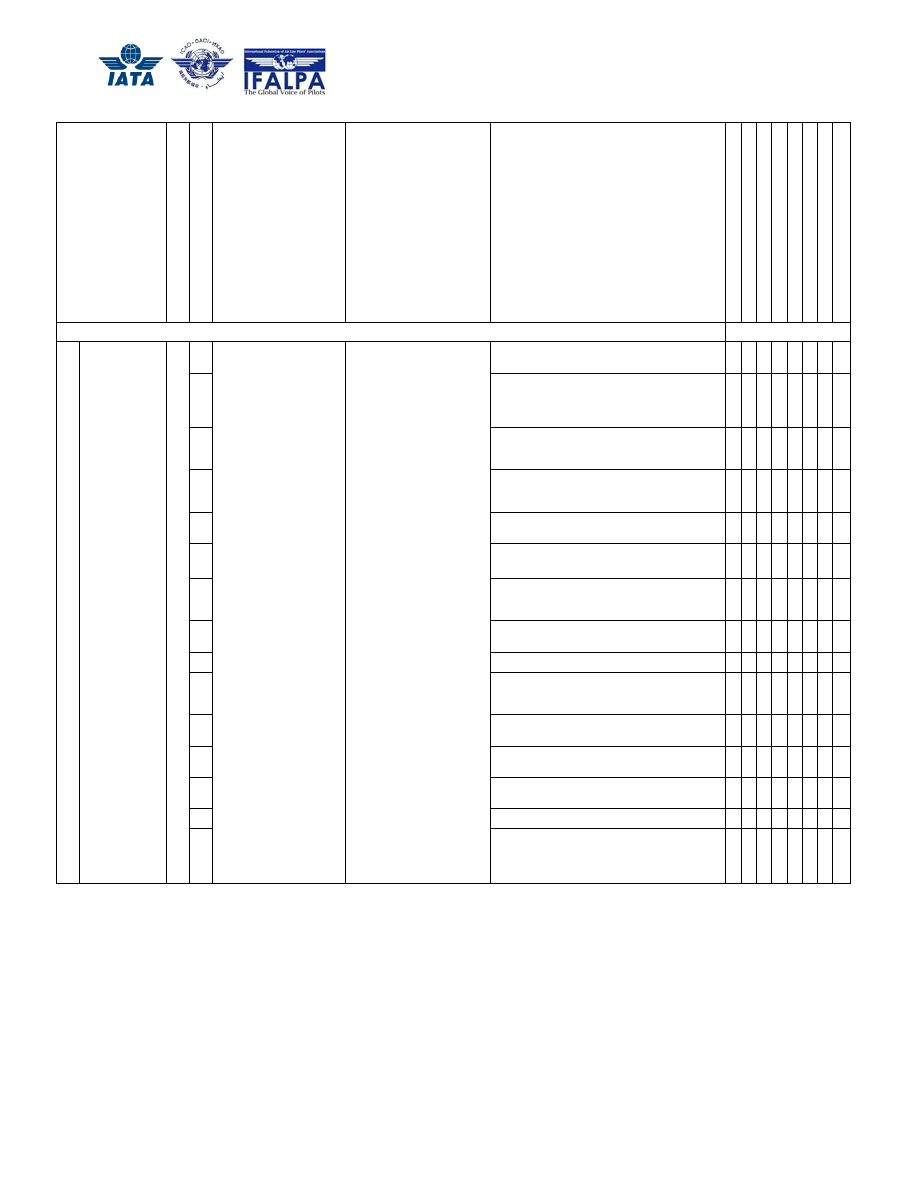 IATA
ICAO · OACI · ИКАО
International Federation of Air Line Pilots' Associations
IFALPA
The Global Voice of Pilots